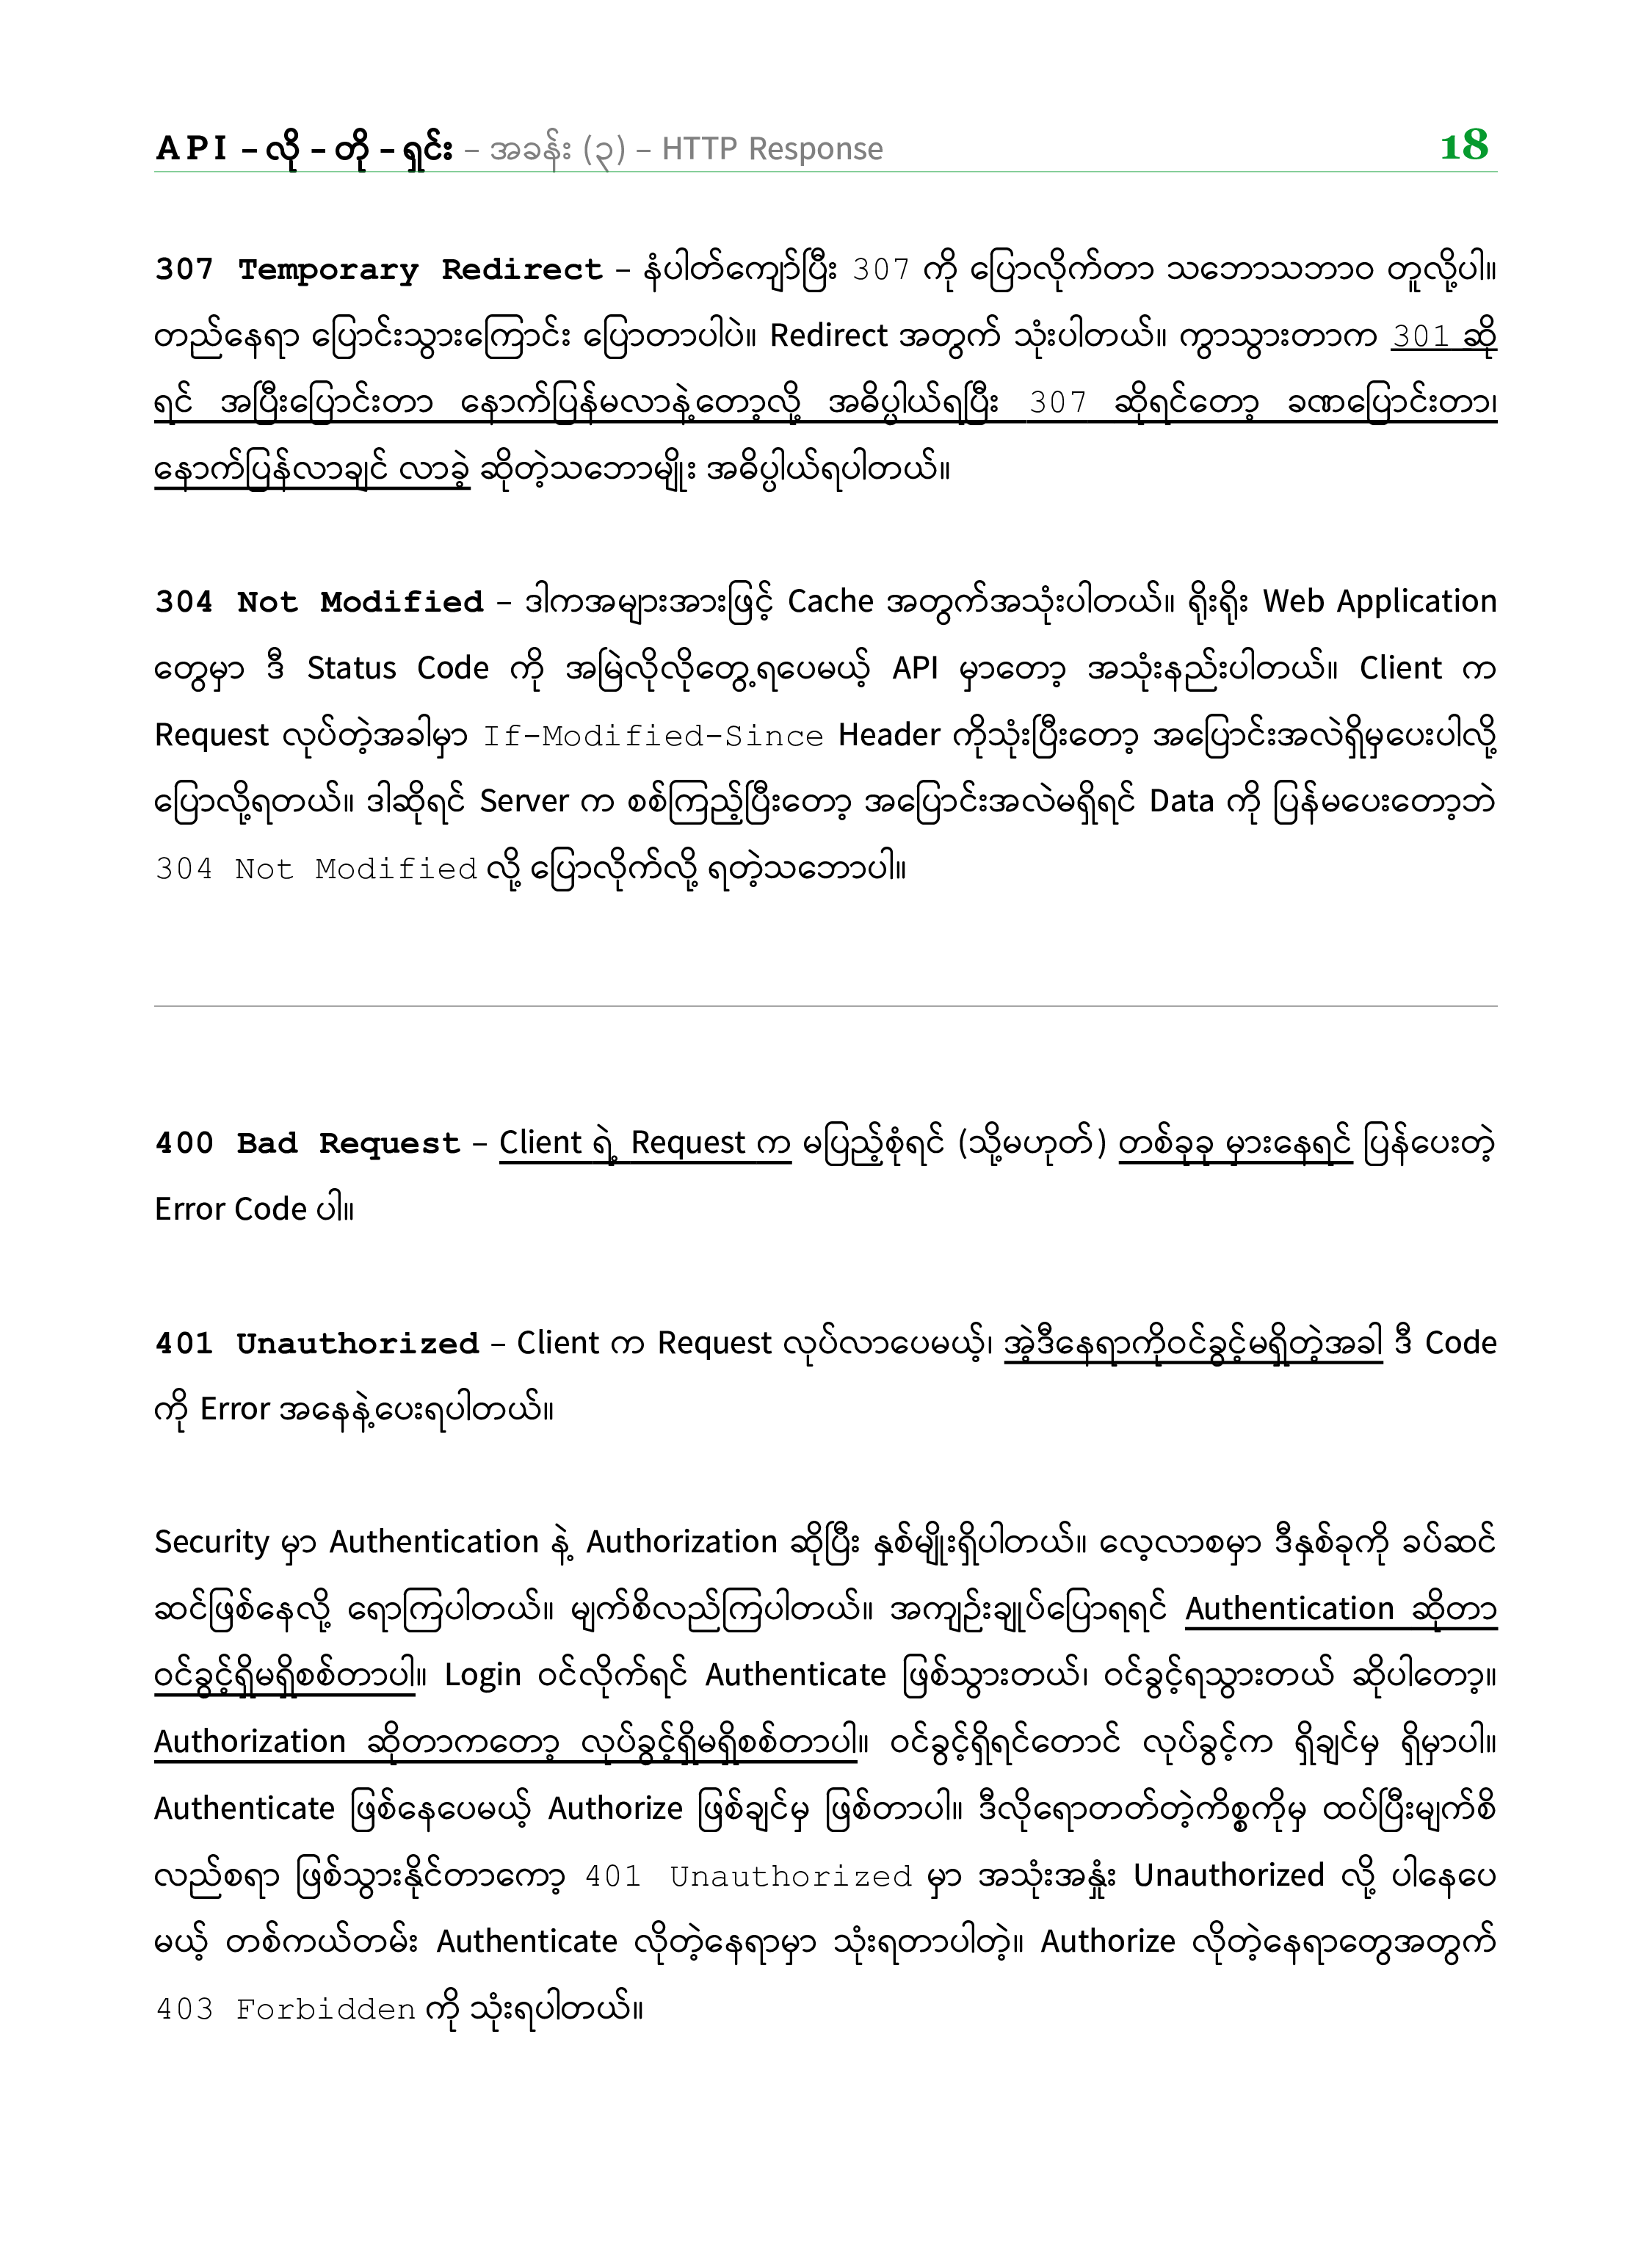 API – လို – တို – ရှင်း – အခန်း (၃) – HTTP Response 18
307 Temporary Redirect – နံပါတ်ကျော်ပြီး 307 ကို ပြောလိုက်တာ သဘောသဘာဝ တူလို့ပါ။
တည်နေရာ ပြောင်းသွားကြောင်း ပြောတာပါပဲ။ Redirect အတွက် သုံးပါတယ်။ ကွာသွားတာက 301 ဆို
ရင် အပြီးပြောင်းတာ နောက်ပြန်မလာနဲ့တော့လို့ အဓိပ္ပါယ်ရပြီး 307 ဆိုရင်တော့ ခဏပြောင်းတာ၊
နောက်ပြန်လာချင် လာခဲ့ ဆိုတဲ့သဘောမျိုး အဓိပ္ပါယ်ရပါတယ်။
304 Not Modified – ဒါကအများအားဖြင့် Cache အတွက်အသုံးပါတယ်။ ရိုးရိုး Web Application
တွေမှာ ဒီ Status Code ကို အမြဲလိုလိုတွေ့ရပေမယ့် API မှာတော့ အသုံးနည်းပါတယ်။ Client က
Request လုပ်တဲ့အခါမှာ If-Modified-Since Header ကိုသုံးပြီးတော့ အပြောင်းအလဲရှိမှပေးပါလို့
ပြောလို့ရတယ်။ ဒါဆိုရင် Server က စစ်ကြည့်ပြီးတော့ အပြောင်းအလဲမရှိရင် Data ကို ပြန်မပေးတော့ဘဲ
304 Not Modified လို့ ပြောလိုက်လို့ ရတဲ့သဘောပါ။
400 Bad Request – Client ရဲ့ Request က မပြည့်စုံရင် (သို့မဟုတ်) တစ်ခုခု မှားနေရင် ပြန်ပေးတဲ့
Error Code ပါ။
401 Unauthorized – Client က Request လုပ်လာပေမယ့်၊ အဲ့ဒီနေရာကိုဝင်ခွင့်မရှိတဲ့အခါ ဒီ Code
ကို Error အနေနဲ့ပေးရပါတယ်။
Security မှာ Authentication နဲ့ Authorization ဆိုပြီး နှစ်မျိုးရှိပါတယ်။ လေ့လာစမှာ ဒီနှစ်ခုကို ခပ်ဆင်
ဆင်ဖြစ်နေလို့ ရောကြပါတယ်။ မျက်စိလည်ကြပါတယ်။ အကျဉ်းချုပ်ပြောရရင် Authentication ဆိုတာ
ဝင်ခွင့်ရှိမရှိစစ်တာပါ။ Login ဝင်လိုက်ရင် Authenticate ဖြစ်သွားတယ်၊ ဝင်ခွင့်ရသွားတယ် ဆိုပါတော့။
Authorization ဆိုတာကတော့ လုပ်ခွင့်ရှိမရှိစစ်တာပါ။ ဝင်ခွင့်ရှိရင်တောင် လုပ်ခွင့်က ရှိချင်မှ ရှိမှာပါ။
Authenticate ဖြစ်နေပေမယ့် Authorize ဖြစ်ချင်မှ ဖြစ်တာပါ။ ဒီလိုရောတတ်တဲ့ကိစ္စကိုမှ ထပ်ပြီးမျက်စိ
လည်စရာ ဖြစ်သွားနိုင်တာကော့ 401 Unauthorized မှာ အသုံးအနှုံး Unauthorized လို့ ပါနေပေ
မယ့် တစ်ကယ်တမ်း Authenticate လိုတဲ့နေရာမှာ သုံးရတာပါတဲ့။ Authorize လိုတဲ့နေရာတွေအတွက်
403 Forbidden ကို သုံးရပါတယ်။